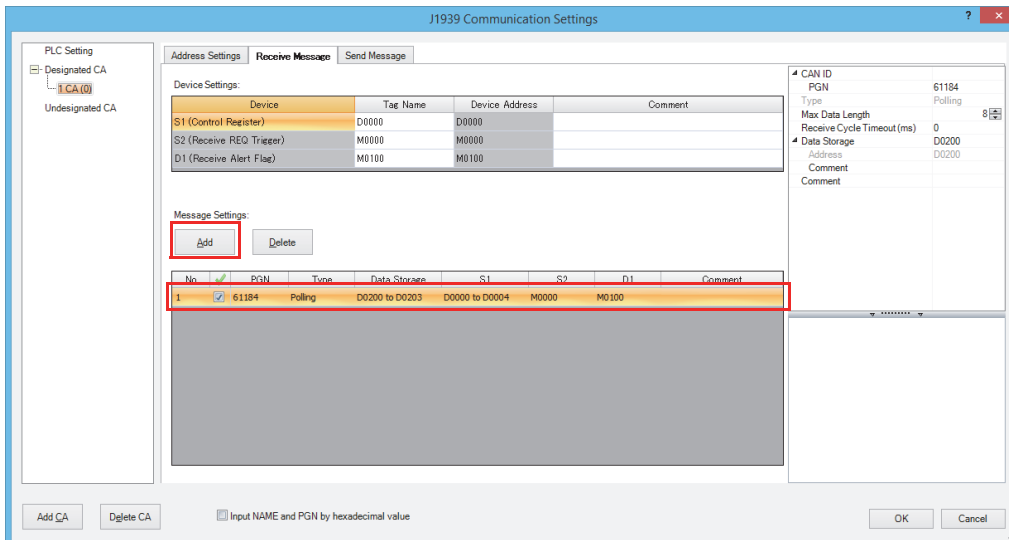 J1939 Communication Settings
? ×
PLC Setting
Designated CA
1 CA (0)
Undesignated CA
Address Settings Receive Message Send Message
Device Settings:
Device Tag Name Device Address Comment
S1 (Control Register) D0000 D0000
S2 (Receive REQ Trigger) M0000 M0000
D1 (Receive Alert Flag) M0100 M0100
Message Settings:
Add Delete
No. PGN Type Data Storage S1 S2 D1 Comment
1 61184 Polling D0200 to D0203 D0000 to D0004 M0000 M0100
CAN ID
PGN 61184
Type Polling
Max Data Length 8
Receive Cycle Timeout (ms) 0
Data Storage D0200
Address D0200
Comment
Comment
Add CA Delete CA Input NAME and PGN by hexadecimal value OK Cancel